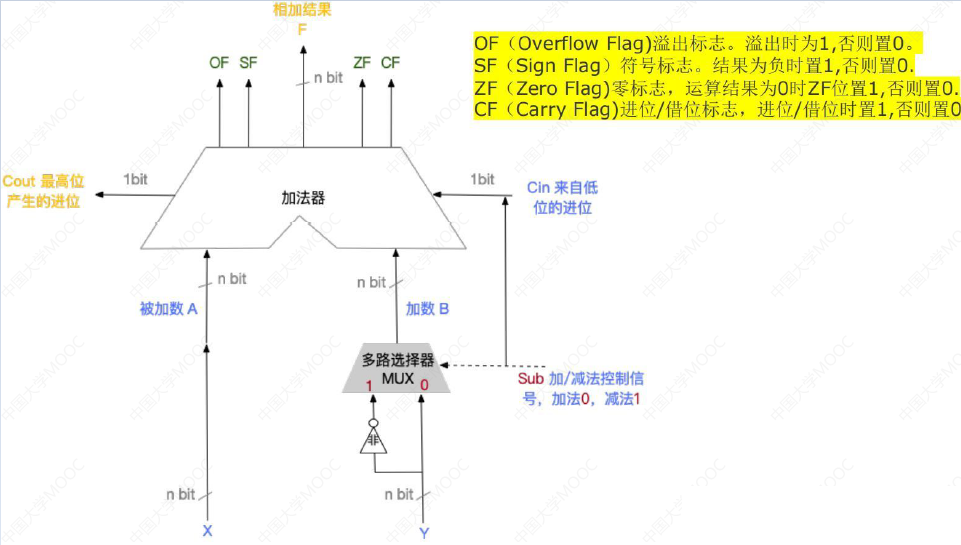 相加结果
F
OF SF
n bit
ZF CF
OF（Overflow Flag)溢出标志。溢出时为1,否则置0。
SF（Sign Flag）符号标志。结果为负时置1,否则置0.
ZF（Zero Flag)零标志，运算结果为0时ZF位置1,否则置0.
CF（Carry Flag)进位/借位标志，进位/借位时置1,否则置0
Cout 最高位
产生的进位
1bit
加法器
1bit
Cin 来自低
位的进位
n bit
n bit
被加数 A
加数 B
多路选择器
MUX
1
0
Sub 加/减法控制信
号，加法0，减法1
非
n bit
n bit
X
Y
中国大学MOOC